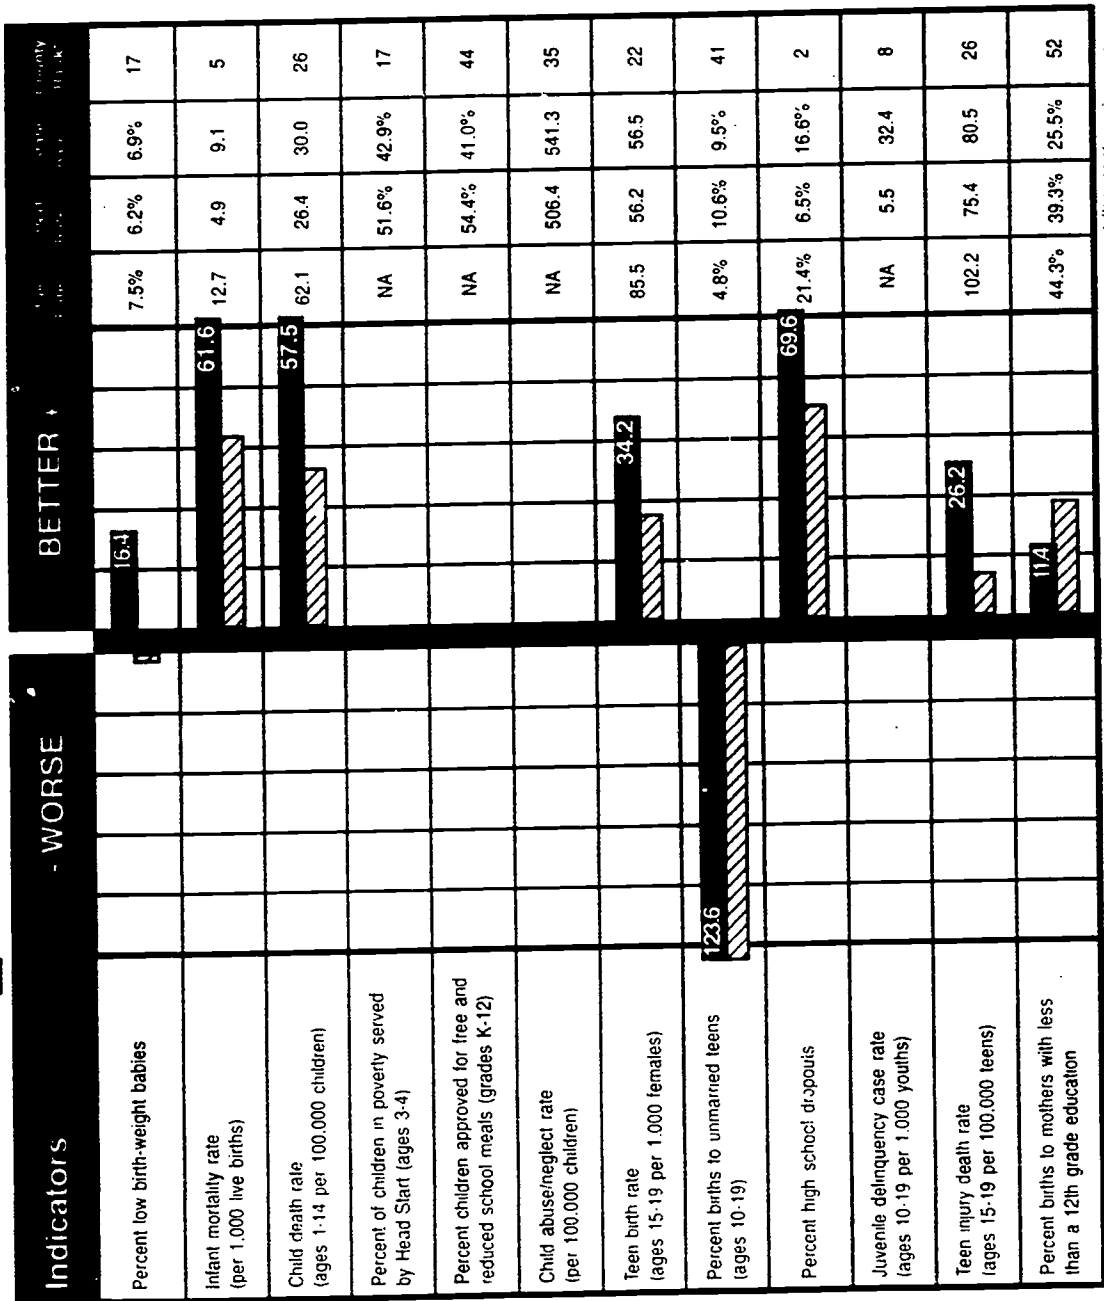 Indicators
- WORSE
BETTER +
County
Percent low birth-weight babies
16.4
7.5%
6.2%
6.9%
17
Infant mortality rate
(per 1,000 live births)
61.6
12.7
4.9
9.1
5
Child death rate
(ages 1-14 per 100,000 children)
57.5
62.1
26.4
30.0
26
Percent of children in poverty served
by Head Start (ages 3-4)
NA
51.6%
42.9%
17
Percent children approved for free and
reduced school meals (grades K-12)
NA
54.4%
41.0%
44
Child abuse/neglect rate
(per 100,000 children)
NA
506.4
541.3
35
Teen birth rate
(ages 15-19 per 1,000 females)
34.2
85.5
56.2
56.5
22
Percent births to unmarried teens
(ages 10-19)
123.6
4.8%
10.6%
9.5%
41
Percent high school dropouts
69.6
21.4%
6.5%
16.6%
2
Juvenile delinquency case rate
(ages 10-19 per 1,000 youths)
NA
5.5
32.4
8
Teen injury death rate
(ages 15-19 per 100,000 teens)
26.2
102.2
75.4
80.5
26
Percent births to mothers with less
than a 12th grade education
11.4
44.3%
39.3%
25.5%
52